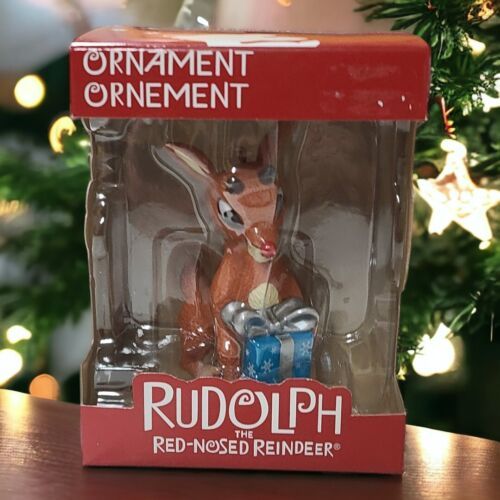 ORNAMENT
ORNEMENT
RUDOLPH
THE
RED-NOSED REINDEER®